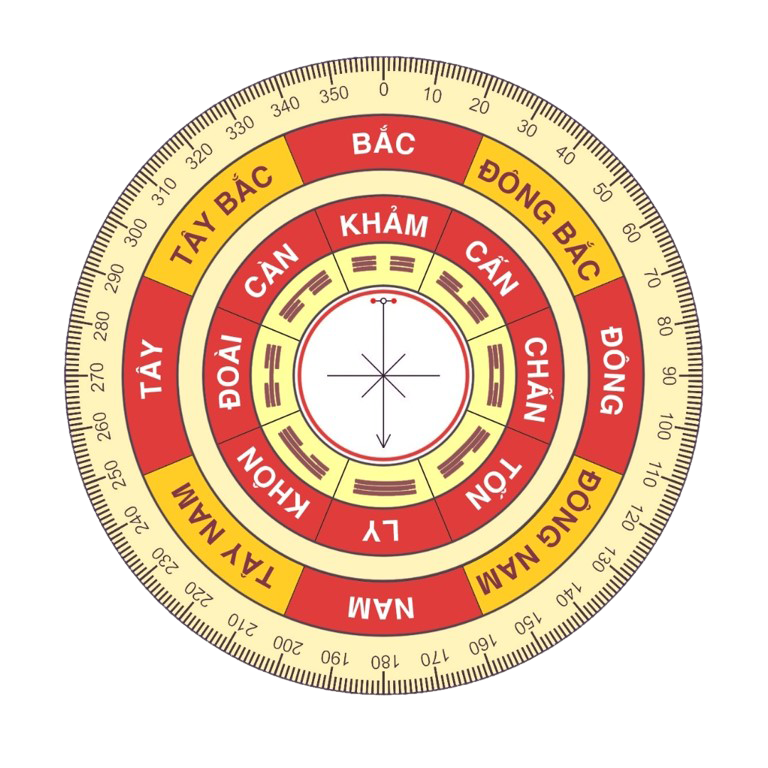 0
10
20
30
40
50
60
70
80
90
100
110
120
130
140
150
160
170
180
190
200
210
220
230
240
250
260
270
280
290
300
310
320
330
340
350
BẮC
ĐÔNG BẮC
ĐÔNG
ĐÔNG NAM
NAM
TÂY NAM
TÂY
TÂY BẮC
KHẢM
CẤN
CHẤN
TỐN
LY
KHÔN
ĐOÀI
CÀN